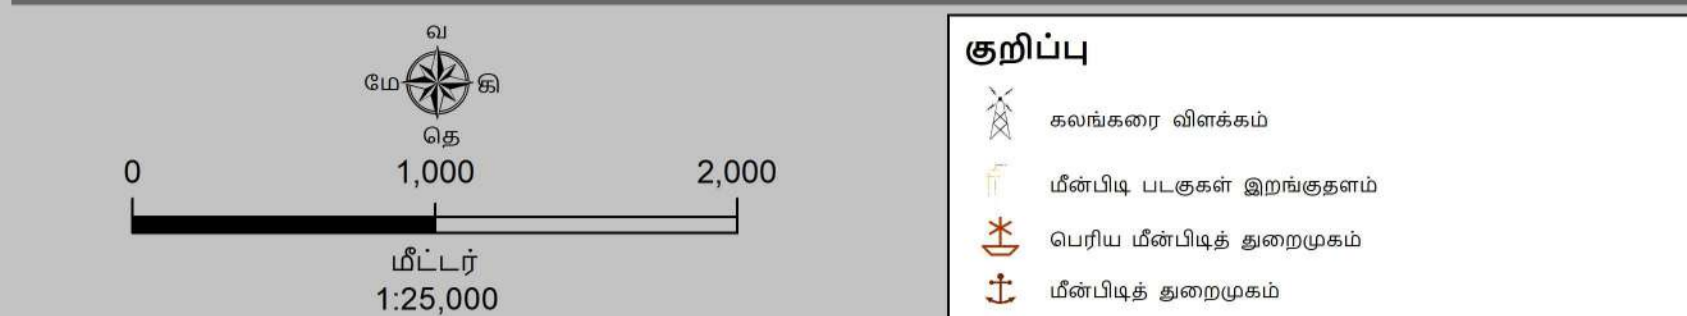 வ
மே கி
தெ
0 1,000 2,000
மீட்டர்
1:25,000
குறிப்பு
கலங்கரை விளக்கம்
மீன்பிடி படகுகள் இறங்குதளம்
பெரிய மீன்பிடித் துறைமுகம்
மீன்பிடித் துறைமுகம்